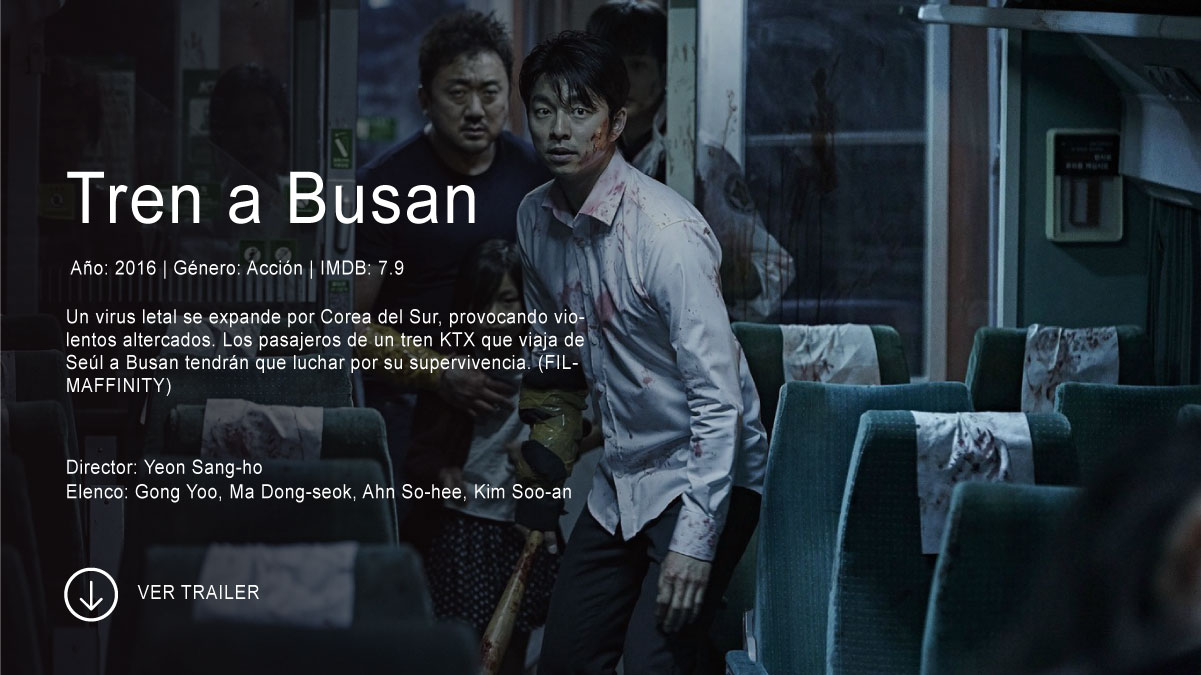 Tren a Busan
Año: 2016 | Género: Acción | IMDB: 7.9
Un virus letal se expande por Corea del Sur, provocando vio-
lentos altercados. Los pasajeros de un tren KTX que viaja de
Seúl a Busan tendrán que luchar por su supervivencia. (FIL-
MAFFINITY)
Director: Yeon Sang-ho
Elenco: Gong Yoo, Ma Dong-seok, Ahn So-hee, Kim Soo-an
VER TRAILER